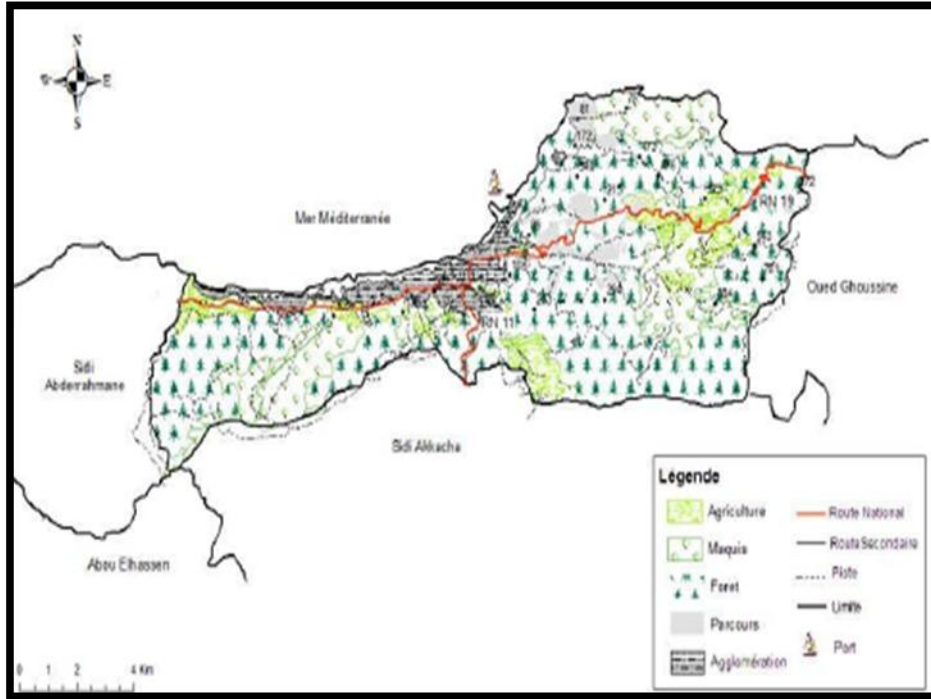 N
W E
S
Mer Méditerranée
RN 19
Oued Ghoussine
RN 11
Sidi
Abderrahmane
Sidi Akkacha
Abou Elhassen
Légende
Agriculture
Route National
Maquis
Route Secondaire
Foret
Piste
Parcours
Limite
Agglomération
Port
0 1 2 4 Km